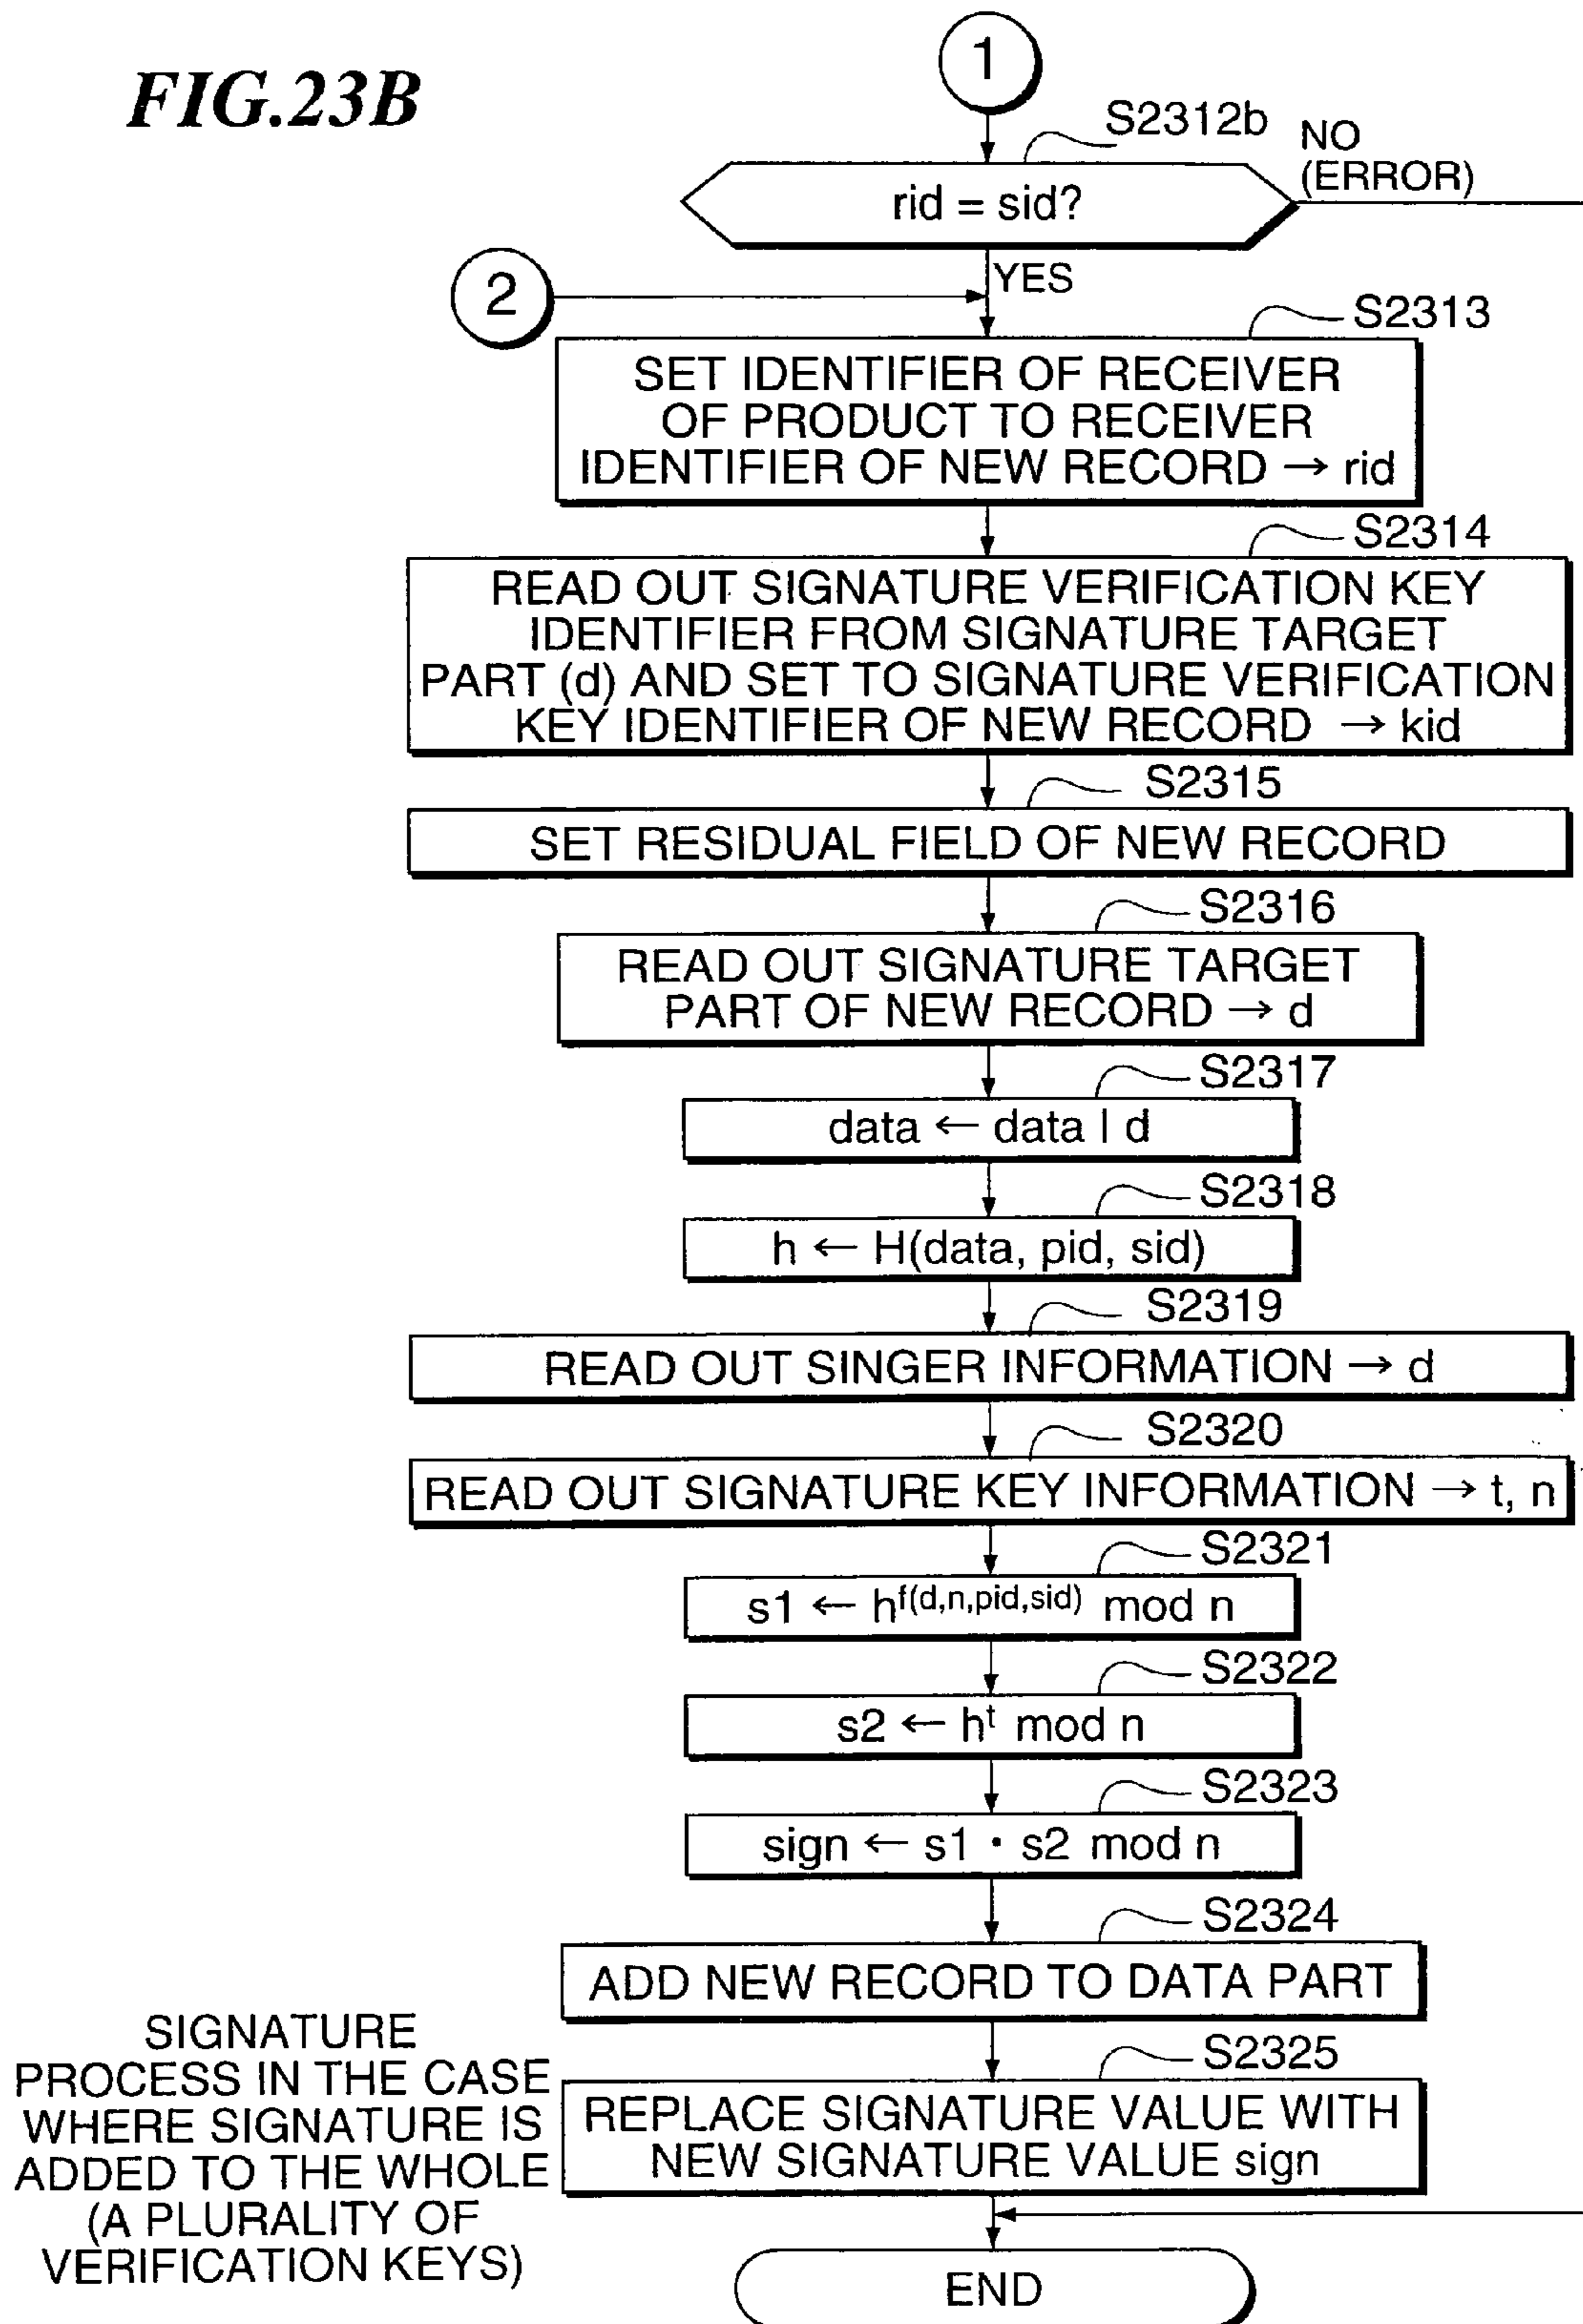 FIG.23B
1
S2312b
NO
(ERROR)
rid = sid?
YES
2
S2313
SET IDENTIFIER OF RECEIVER
OF PRODUCT TO RECEIVER
IDENTIFIER OF NEW RECORD → rid
S2314
READ OUT SIGNATURE VERIFICATION KEY
IDENTIFIER FROM SIGNATURE TARGET
PART (d) AND SET TO SIGNATURE VERIFICATION
KEY IDENTIFIER OF NEW RECORD → kid
S2315
SET RESIDUAL FIELD OF NEW RECORD
S2316
READ OUT SIGNATURE TARGET
PART OF NEW RECORD → d
S2317
data ← data | d
S2318
h ← H(data, pid, sid)
S2319
READ OUT SINGER INFORMATION → d
S2320
READ OUT SIGNATURE KEY INFORMATION → t, n
S2321
s1 ← h^f(d,n,pid,sid) mod n
S2322
s2 ← h^t mod n
S2323
sign ← s1 · s2 mod n
S2324
ADD NEW RECORD TO DATA PART
S2325
REPLACE SIGNATURE VALUE WITH
NEW SIGNATURE VALUE sign
SIGNATURE
PROCESS IN THE CASE
WHERE SIGNATURE IS
ADDED TO THE WHOLE
(A PLURALITY OF
VERIFICATION KEYS)
END